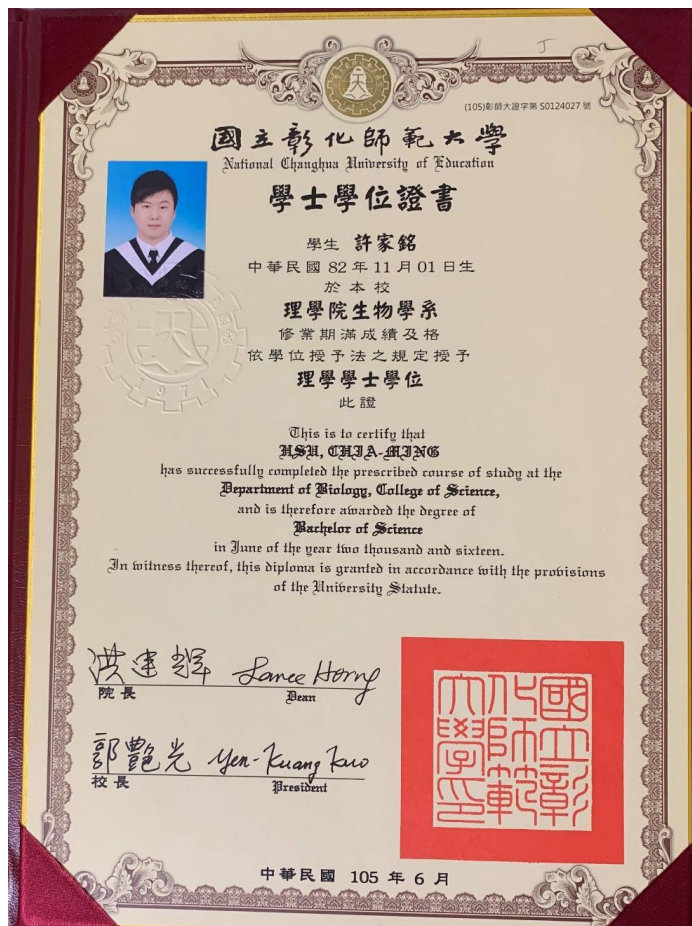 J
(105)彰師大證字第 S0124027 號
國立彰化師範大學
National Changhua University of Education
學士學位證書
學生 許家銘
中華民國 82 年 11 月 01 日生
於本校
理學院生物學系
修業期滿成績及格
依學位授予法之規定授予
理學學士學位
此證
1971
This is to certify that
HSU, CHIA-MING
has successfully completed the prescribed course of study at the
Department of Biology, College of Science,
and is therefore awarded the degree of
Bachelor of Science
in June of the year two thousand and sixteen.
In witness thereof, this diploma is granted in accordance with the provisions
of the University Statute.
洪連輝 Lance Horng
院長 Dean
郭艶光 Yen-Kuang Kuo
校長 President
國立彰
化師範
大學印
中華民國 105 年 6 月